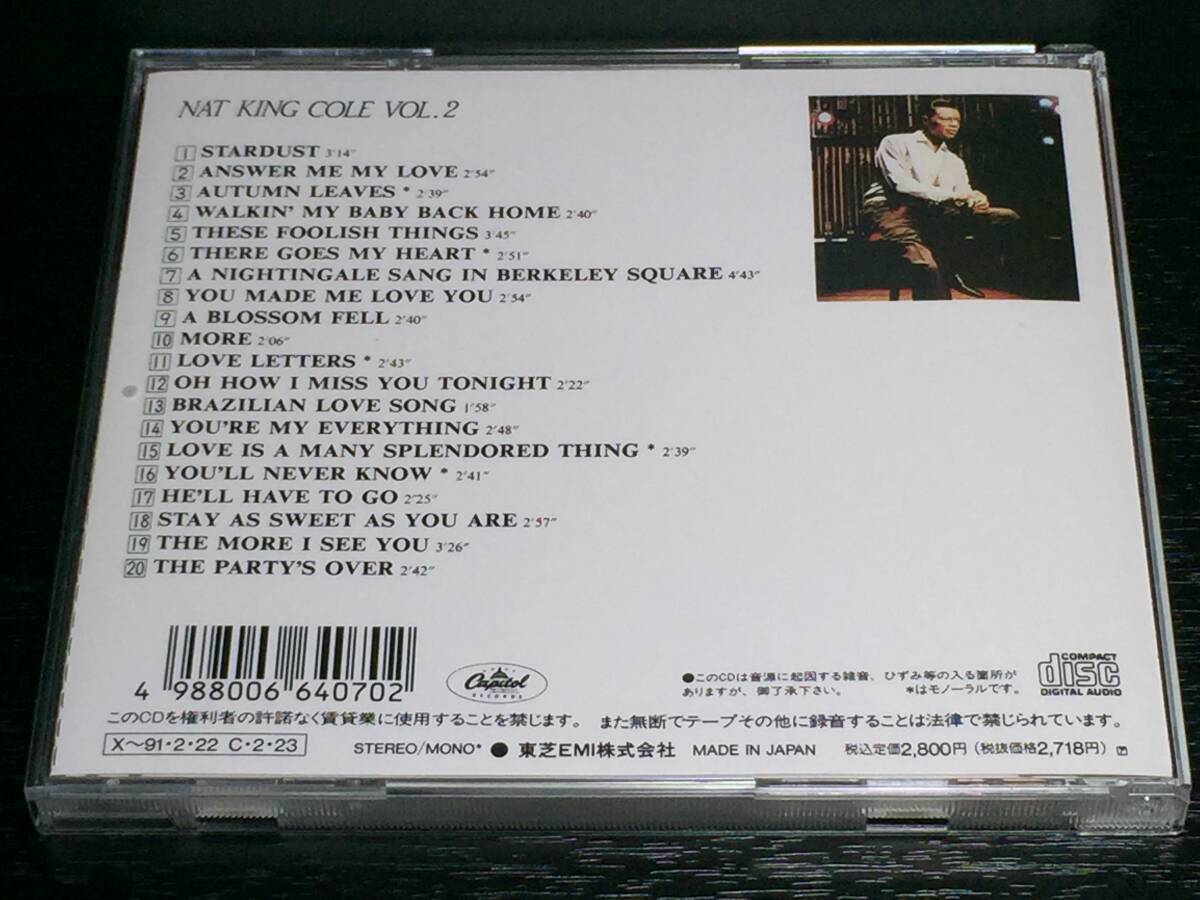 NAT KING COLE VOL.2
1 STARDUST 3'14"
2 ANSWER ME MY LOVE 2'54"
3 AUTUMN LEAVES * 2'39"
4 WALKIN' MY BABY BACK HOME 2'40"
5 THESE FOOLISH THINGS 3'45"
6 THERE GOES MY HEART * 2'51"
7 A NIGHTINGALE SANG IN BERKELEY SQUARE 4'43"
8 YOU MADE ME LOVE YOU 2'54"
9 A BLOSSOM FELL 2'40"
10 MORE 2'06"
11 LOVE LETTERS * 2'43"
12 OH HOW I MISS YOU TONIGHT 2'22"
13 BRAZILIAN LOVE SONG 1'58"
14 YOU'RE MY EVERYTHING 2'48"
15 LOVE IS A MANY SPLENDORED THING * 2'39"
16 YOU'LL NEVER KNOW * 2'41"
17 HE'LL HAVE TO GO 2'25"
18 STAY AS SWEET AS YOU ARE 2'57"
19 THE MORE I SEE YOU 3'26"
20 THE PARTY'S OVER 2'42"
4 988006 640702
Capitol
RECORDS
●このCDは音源に起因する雑音、ひずみ等の入る箇所が
ありますが、御了承下さい。 *はモノーラルです。
COMPACT
disc
DIGITAL AUDIO
このCDを権利者の許諾なく賃貸業に使用することを禁じます。 また無断でテープその他に録音することは法律で禁じられています。
X〜91・2・22 C・2・23 STEREO/MONO* ● 東芝EMI株式会社 MADE IN JAPAN 税込定価2,800円(税抜価格2,718円)